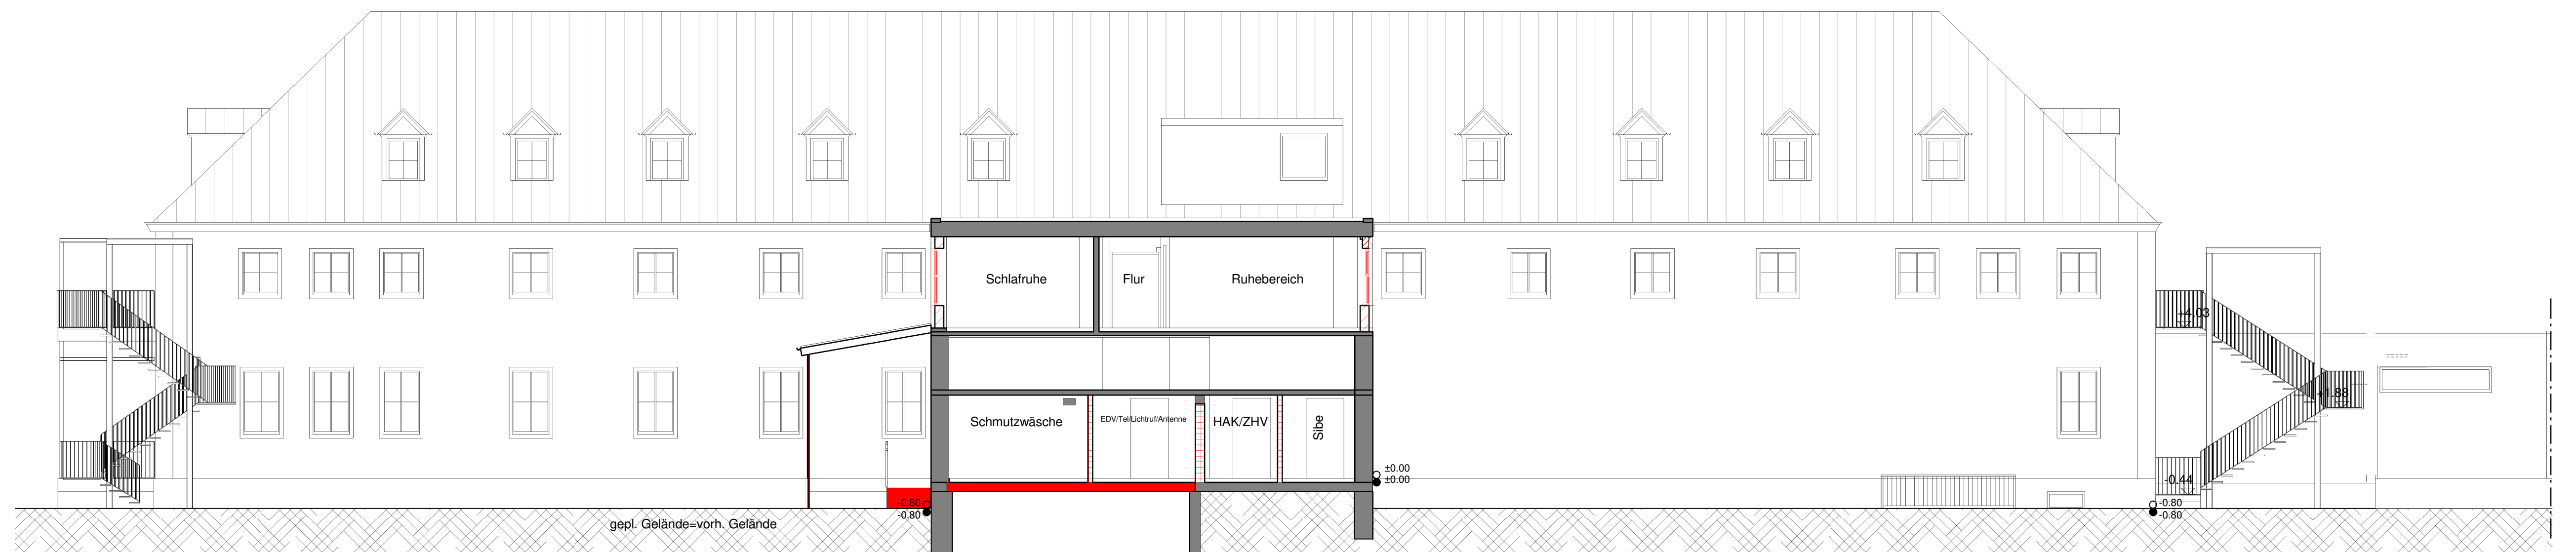 Schlafruhe
Flur
Ruhebereich
+4.03
+1.88
Schmutzwäsche
EDV/Tel/Lichtruf/Antenne
HAK/ZHV
Sibe
±0.00
±0.00
-0.44
-0.80
-0.80
-0.80
-0.80
gepl. Gelände=vorh. Gelände